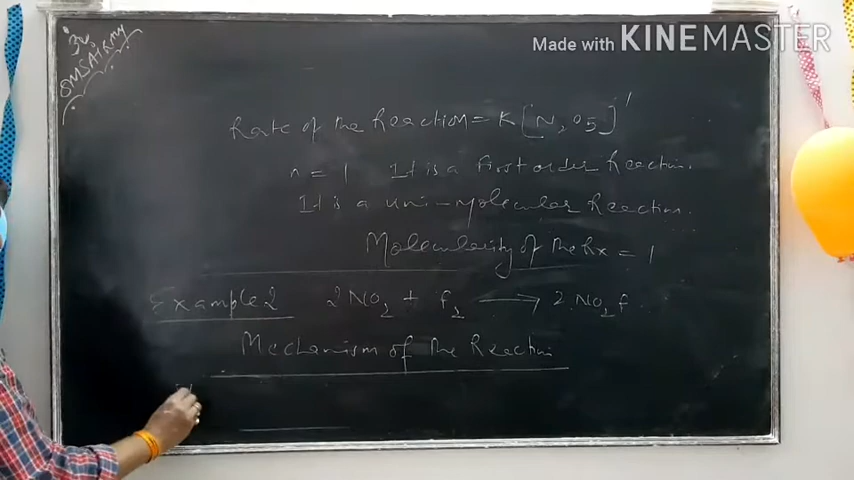 Made with KINEMASTER
Rate of the Reaction = K [N2O5]1
n = 1 It is a first order Reaction.
It is a uni-molecular Reaction.
Molecularity of the Rx = 1
Example 2 2NO2 + F2 → 2NO2F
Mechanism of the Reaction